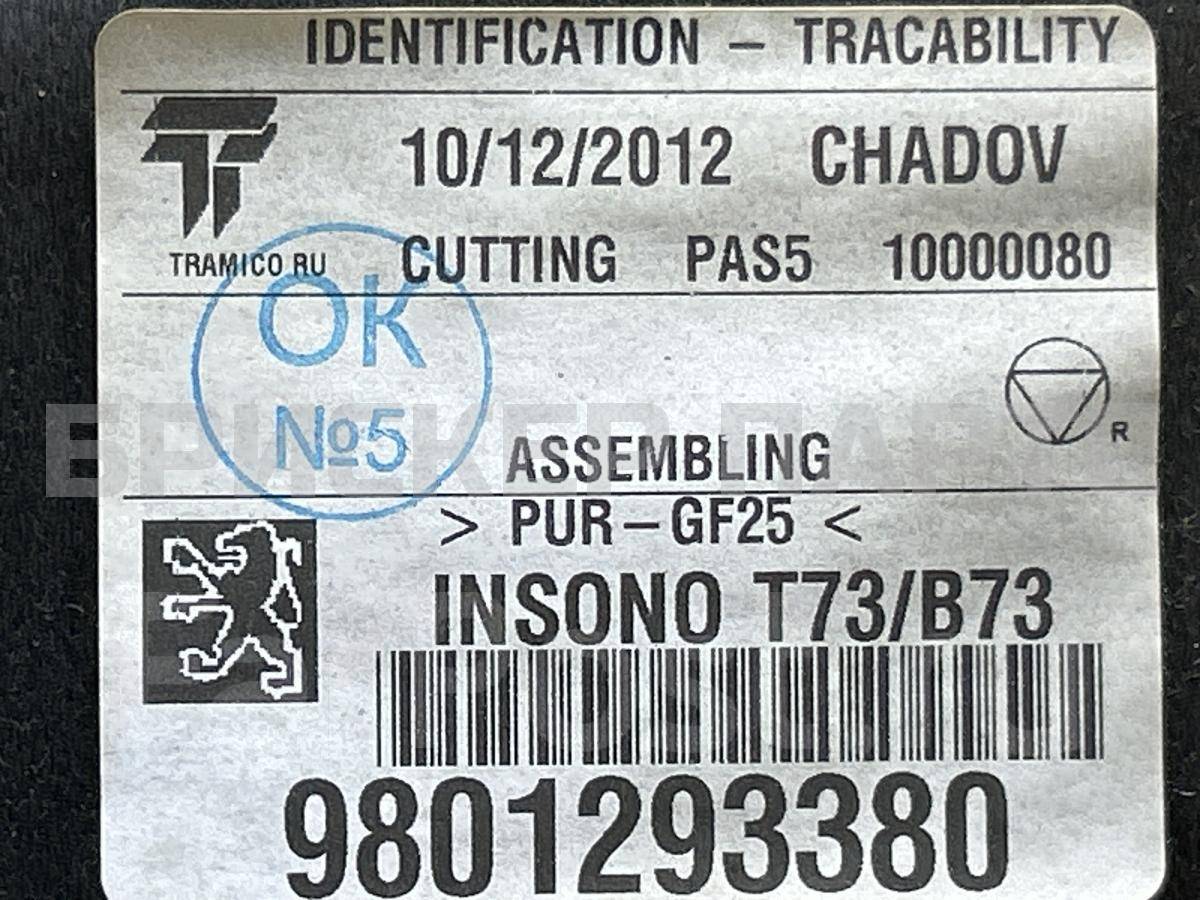 IDENTIFICATION – TRACABILITY
10/12/2012 CHADOV
TRAMICO RU
CUTTING PAS5 10000080
OK
№5
R
ASSEMBLING
> PUR–GF25 <
INSONO T73/B73
9801293380